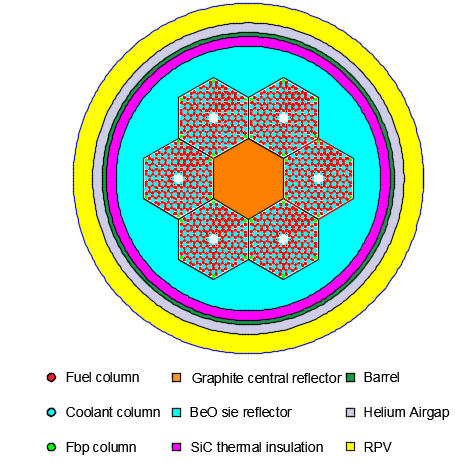 Fuel column
Graphite central reflector
Barrel
Coolant column
BeO sie reflector
Helium Airgap
Fbp column
SiC thermal insulation
RPV